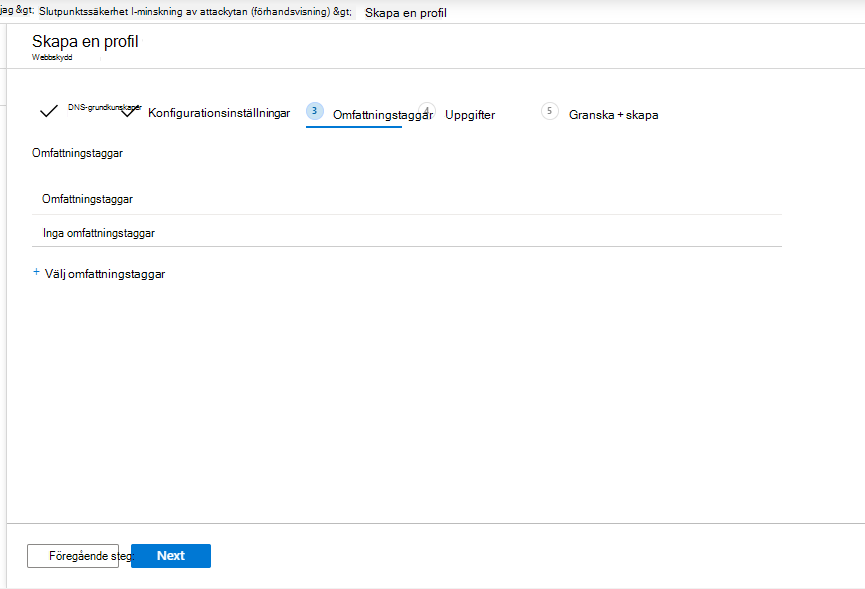 jag &gt; Slutpunktssäkerhet I-minskning av attackytan (förhandsvisning) &gt; Skapa en profil
Skapa en profil
Webbskydd
DNS-grundkunskaper Konfigurationsinställningar 3 Omfattningstaggar 4 Uppgifter 5 Granska + skapa
Omfattningstaggar
Omfattningstaggar
Inga omfattningstaggar
+ Välj omfattningstaggar
Föregående steg Next